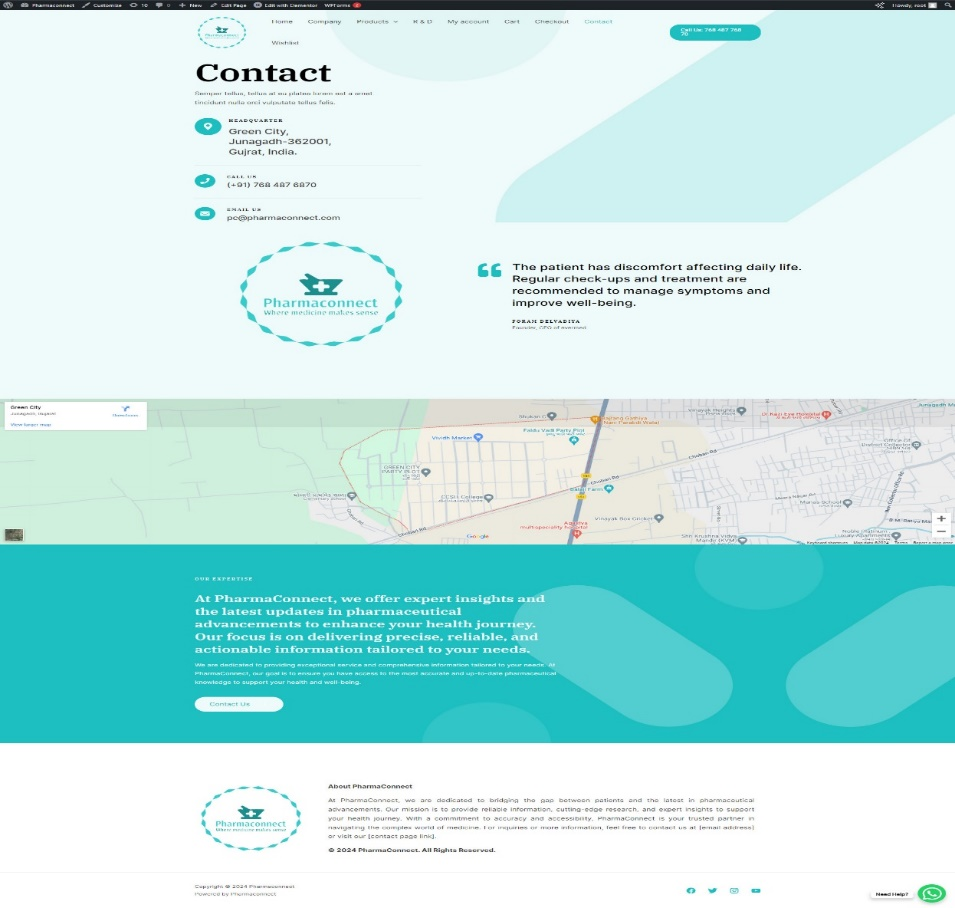 Pharmaconnect Customize 10 0 New Edit Page Edit with Elementor WPForms 2 Howdy, root
Pharmaconnect
Home Company Products R & D My account Cart Checkout Contact
Wishlist
Call Us: 768 487 768
70
Contact
Semper tellus, tellus at eu platea lorem est a amet
tincidunt nulla orci vulputate tellus felis.
HEADQUARTER
Green City,
Junagadh-362001,
Gujrat, India.
CALL US
(+91) 768 487 6870
EMAIL US
pc@pharmaconnect.com
Pharmaconnect
Where medicine makes sense
The patient has discomfort affecting daily life.
Regular check-ups and treatment are
recommended to manage symptoms and
improve well-being.
FORAM DELVADIYA
Founder, CEO of
Green City
Junagadh, Gujarat
View larger map
Directions
Vividh Market
GREEN CITY
PARTY PLOT
CCSIT College
Vinayak Box Cricket
Google
OUR EXPERTISE
At PharmaConnect, we offer expert insights and
the latest updates in pharmaceutical
advancements to enhance your health journey.
Our focus is on delivering precise, reliable, and
actionable information tailored to your needs.
We are dedicated to providing exceptional service and comprehensive information tailored to your needs. At
PharmaConnect, our goal is to ensure you have access to the most accurate and up-to-date pharmaceutical
knowledge to support your health and well-being.
Contact Us
Pharmaconnect
Where medicine makes sense
About PharmaConnect
At PharmaConnect, we are dedicated to bridging the gap between patients and the latest in pharmaceutical
advancements. Our mission is to provide reliable information, cutting-edge research, and expert insights to support
your health journey. With a commitment to accuracy and accessibility, PharmaConnect is your trusted partner in
navigating the complex world of medicine. For inquiries or more information, feel free to contact us at [email address]
or visit our [contact page link].
© 2024 PharmaConnect. All Rights Reserved.
Copyright © 2024 Pharmaconnect
Powered by Pharmaconnect
Need Help?